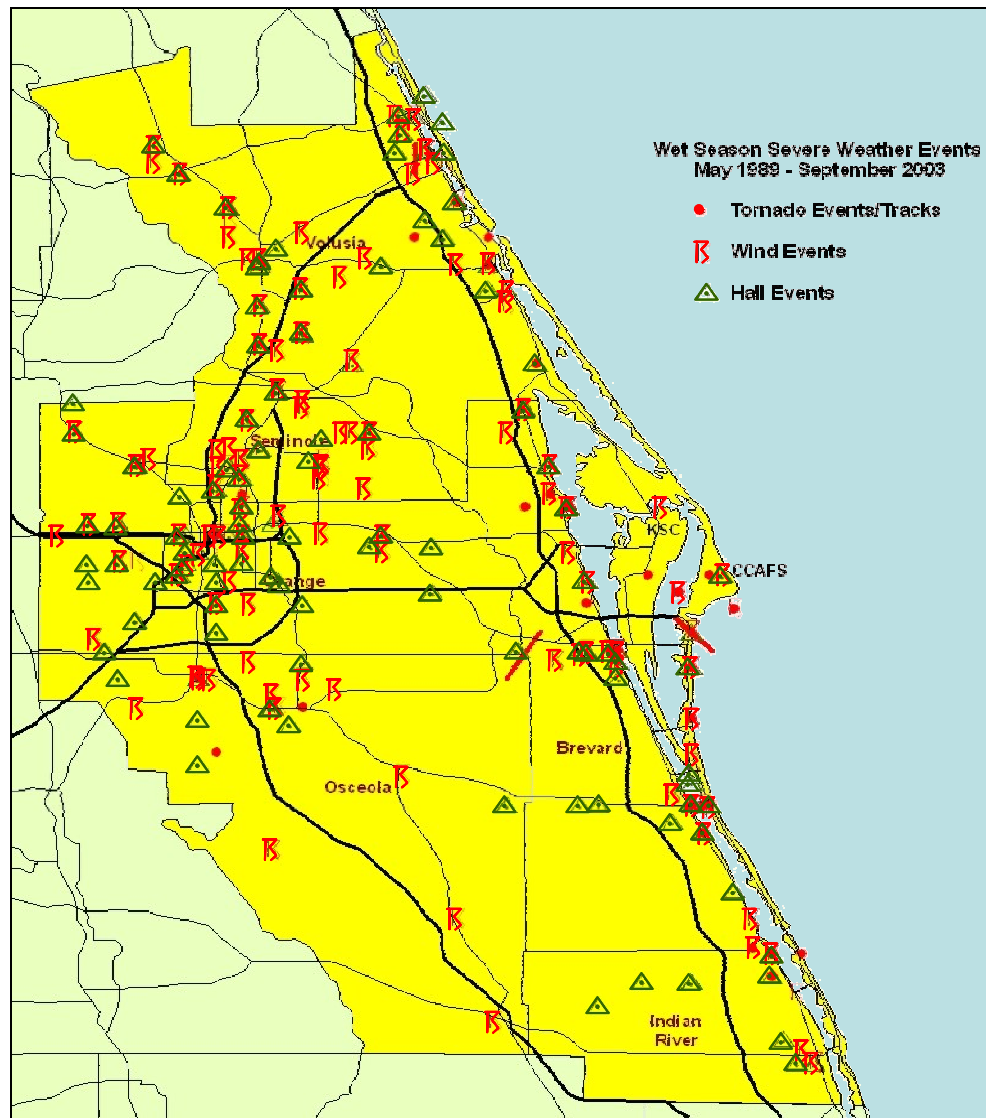 Wet Season Severe Weather Events
May 1989 - September 2003
Tornado Events/Tracks
Wind Events
Hail Events
Volusia
Seminole
KSC
CCAFS
Orange
Brevard
Osceola
Indian
River